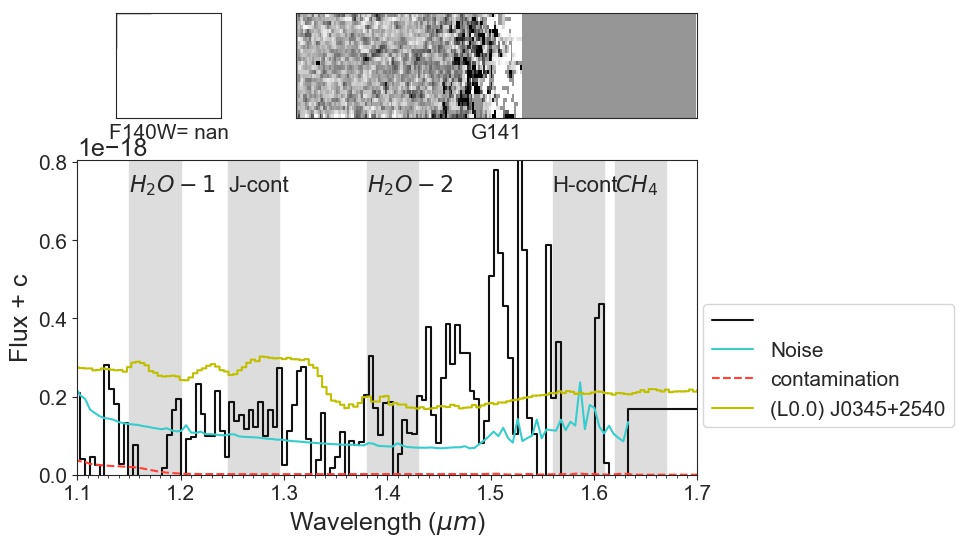 F140W= nan
G141
1e−18
H₂O − 1 J-cont H₂O − 2 H-cont CH₄
0.8
0.6
0.4
0.2
0.0
Flux + c
1.1 1.2 1.3 1.4 1.5 1.6 1.7
Wavelength (μm)
Noise
contamination
(L0.0) J0345+2540